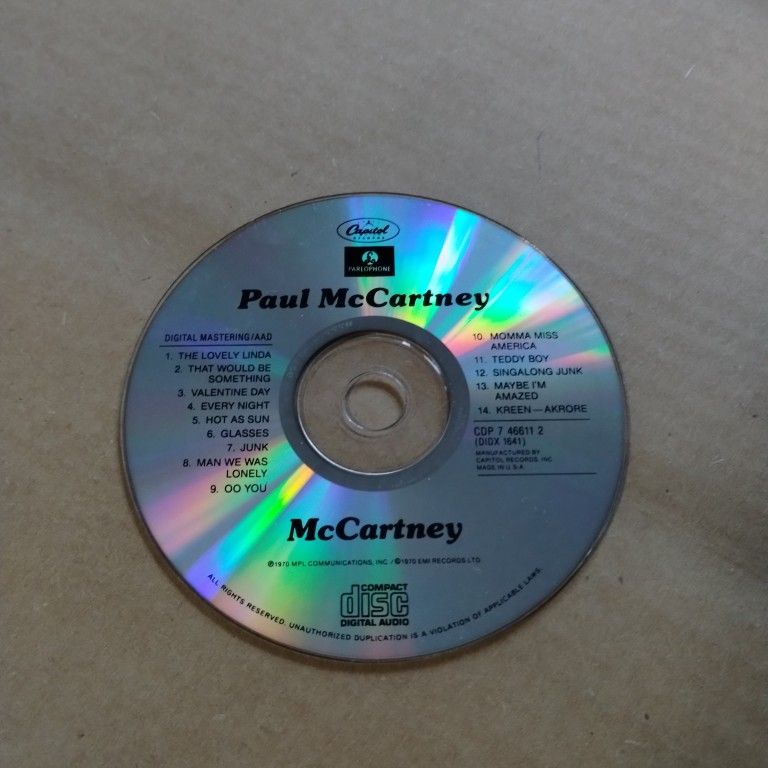 Capitol
RECORDS
PARLOPHONE
Paul McCartney
DIGITAL MASTERING/AAD
1. THE LOVELY LINDA
2. THAT WOULD BE
SOMETHING
3. VALENTINE DAY
4. EVERY NIGHT
5. HOT AS SUN
6. GLASSES
7. JUNK
8. MAN WE WAS
LONELY
9. OO YOU
10. MOMMA MISS
AMERICA
11. TEDDY BOY
12. SINGALONG JUNK
13. MAYBE I'M
AMAZED
14. KREEN—AKRORE
CDP 7 46611 2
(DIDX 1641)
MANUFACTURED BY
CAPITOL RECORDS, INC.
MADE IN U.S.A.
McCartney
℗1970 MPL COMMUNICATIONS, INC./©1970 EMI RECORDS LTD.
COMPACT
disc
DIGITAL AUDIO
ALL RIGHTS RESERVED. UNAUTHORIZED DUPLICATION IS A VIOLATION OF APPLICABLE LAWS.